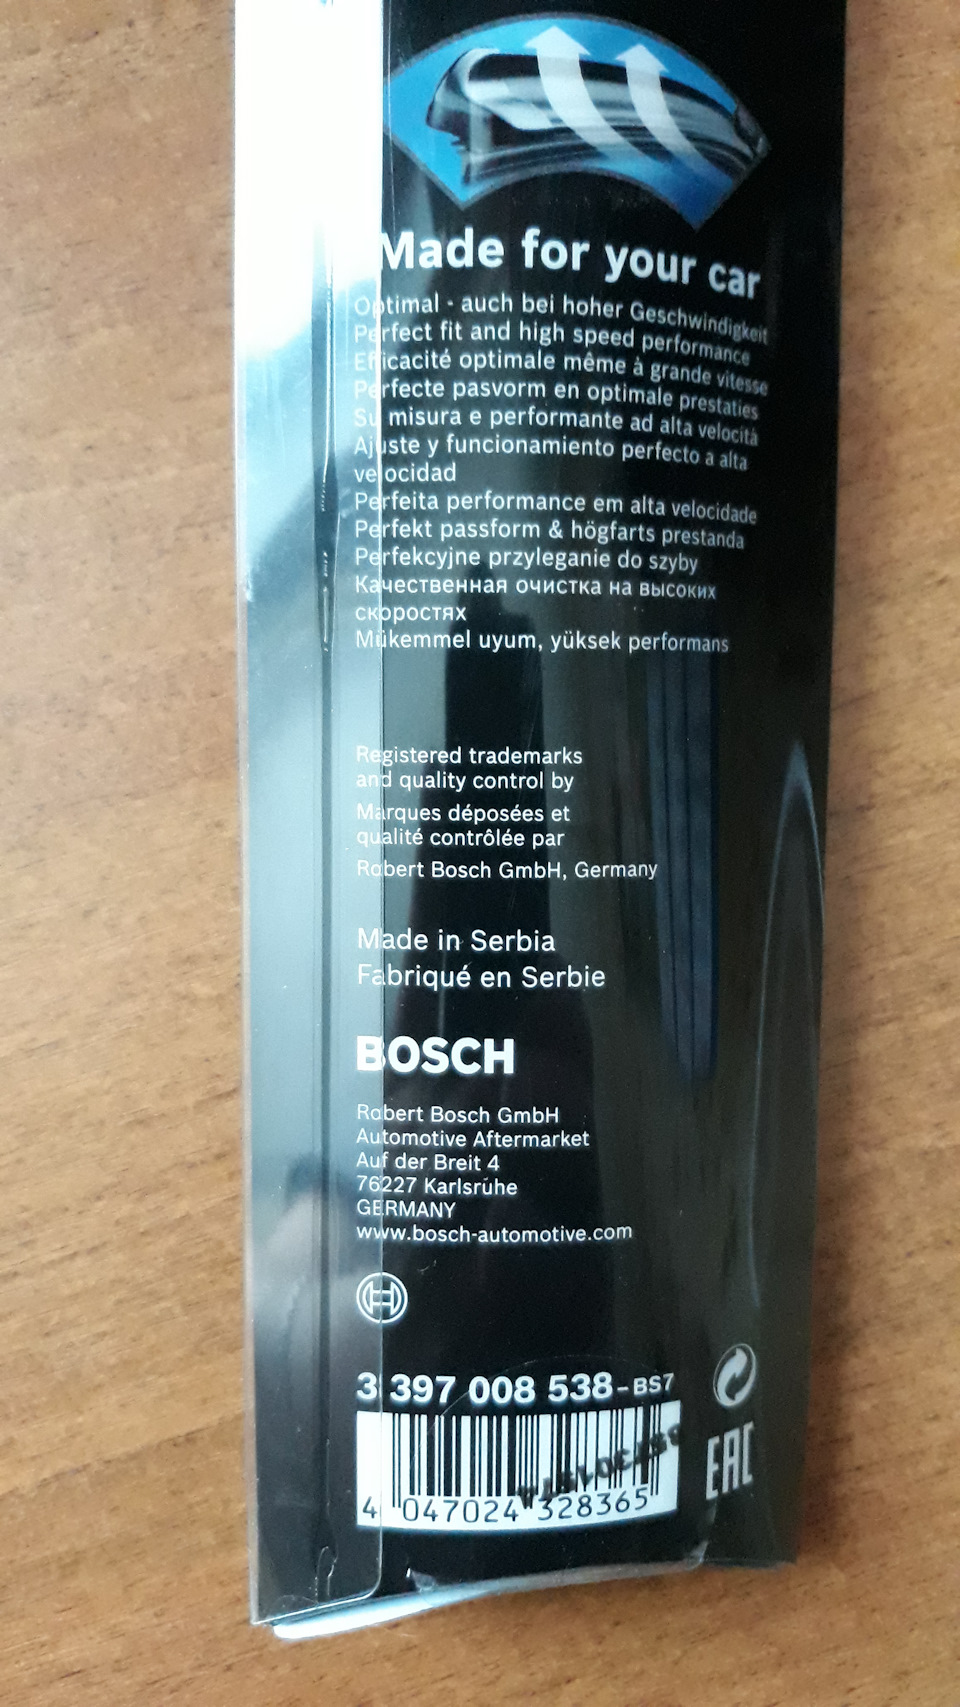 Made for your car
Optimal - auch bei hoher Geschwindigkeit
Perfect fit and high speed performance
Efficacité optimale même à grande vitesse
Perfecte pasvorm en optimale prestaties
Su misura e performante ad alta velocità
Ajuste y funcionamiento perfecto a alta
velocidad
Perfeita performance em alta velocidade
Perfekt passform & högfarts prestanda
Perfekcyjne przyleganie do szyby
Качественная очистка на высоких
скоростях
Mükemmel uyum, yüksek performans
Registered trademarks
and quality control by
Marques déposées et
qualité contrôlée par
Robert Bosch GmbH, Germany
Made in Serbia
Fabriqué en Serbie
BOSCH
Robert Bosch GmbH
Automotive Aftermarket
Auf der Breit 4
76227 Karlsruhe
GERMANY
www.bosch-automotive.com
3 397 008 538-BS7
4 047024 328365
EAC